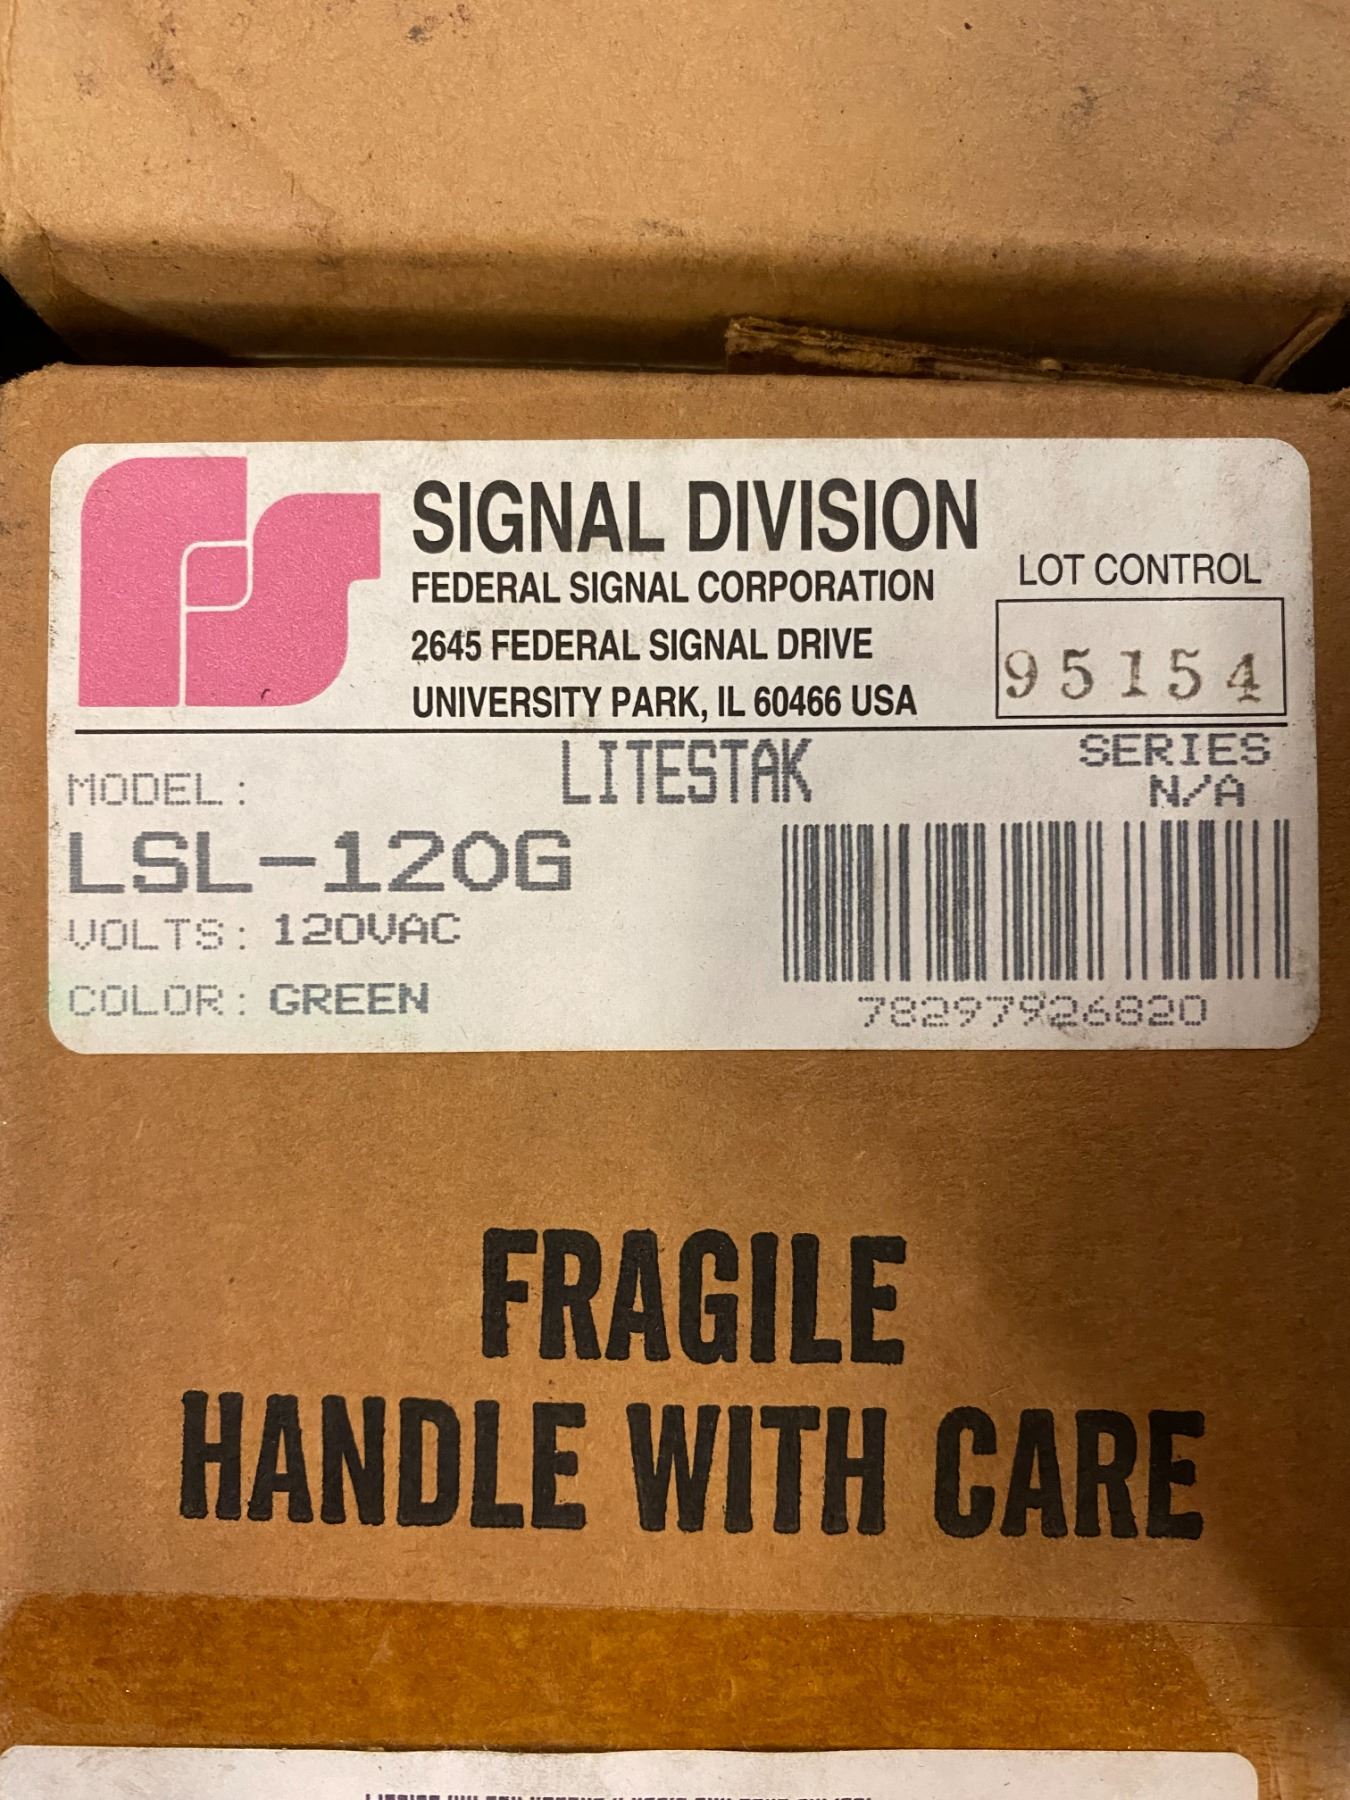 SIGNAL DIVISION
FEDERAL SIGNAL CORPORATION
2645 FEDERAL SIGNAL DRIVE
UNIVERSITY PARK, IL 60466 USA
LOT CONTROL
95154
LITESTAK
SERIES
N/A
MODEL:
LSL-120G
VOLTS: 120VAC
COLOR: GREEN
78297926820
FRAGILE
HANDLE WITH CARE